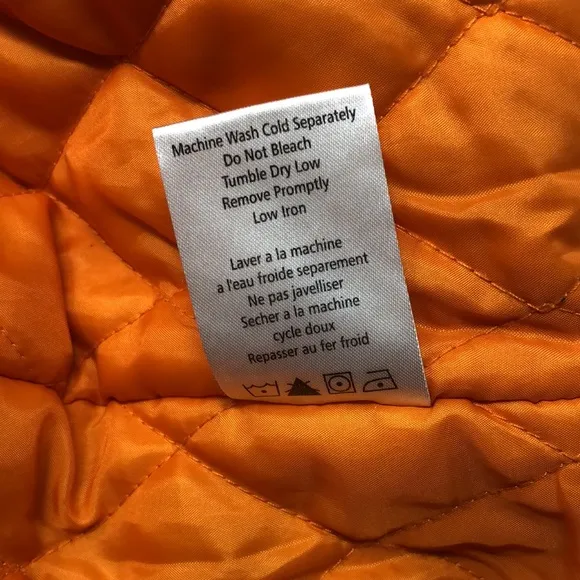 Machine Wash Cold Separately
Do Not Bleach
Tumble Dry Low
Remove Promptly
Low Iron
Laver a la machine
a l'eau froide separement
Ne pas javelliser
Secher a la machine
cycle doux
Repasser au fer froid